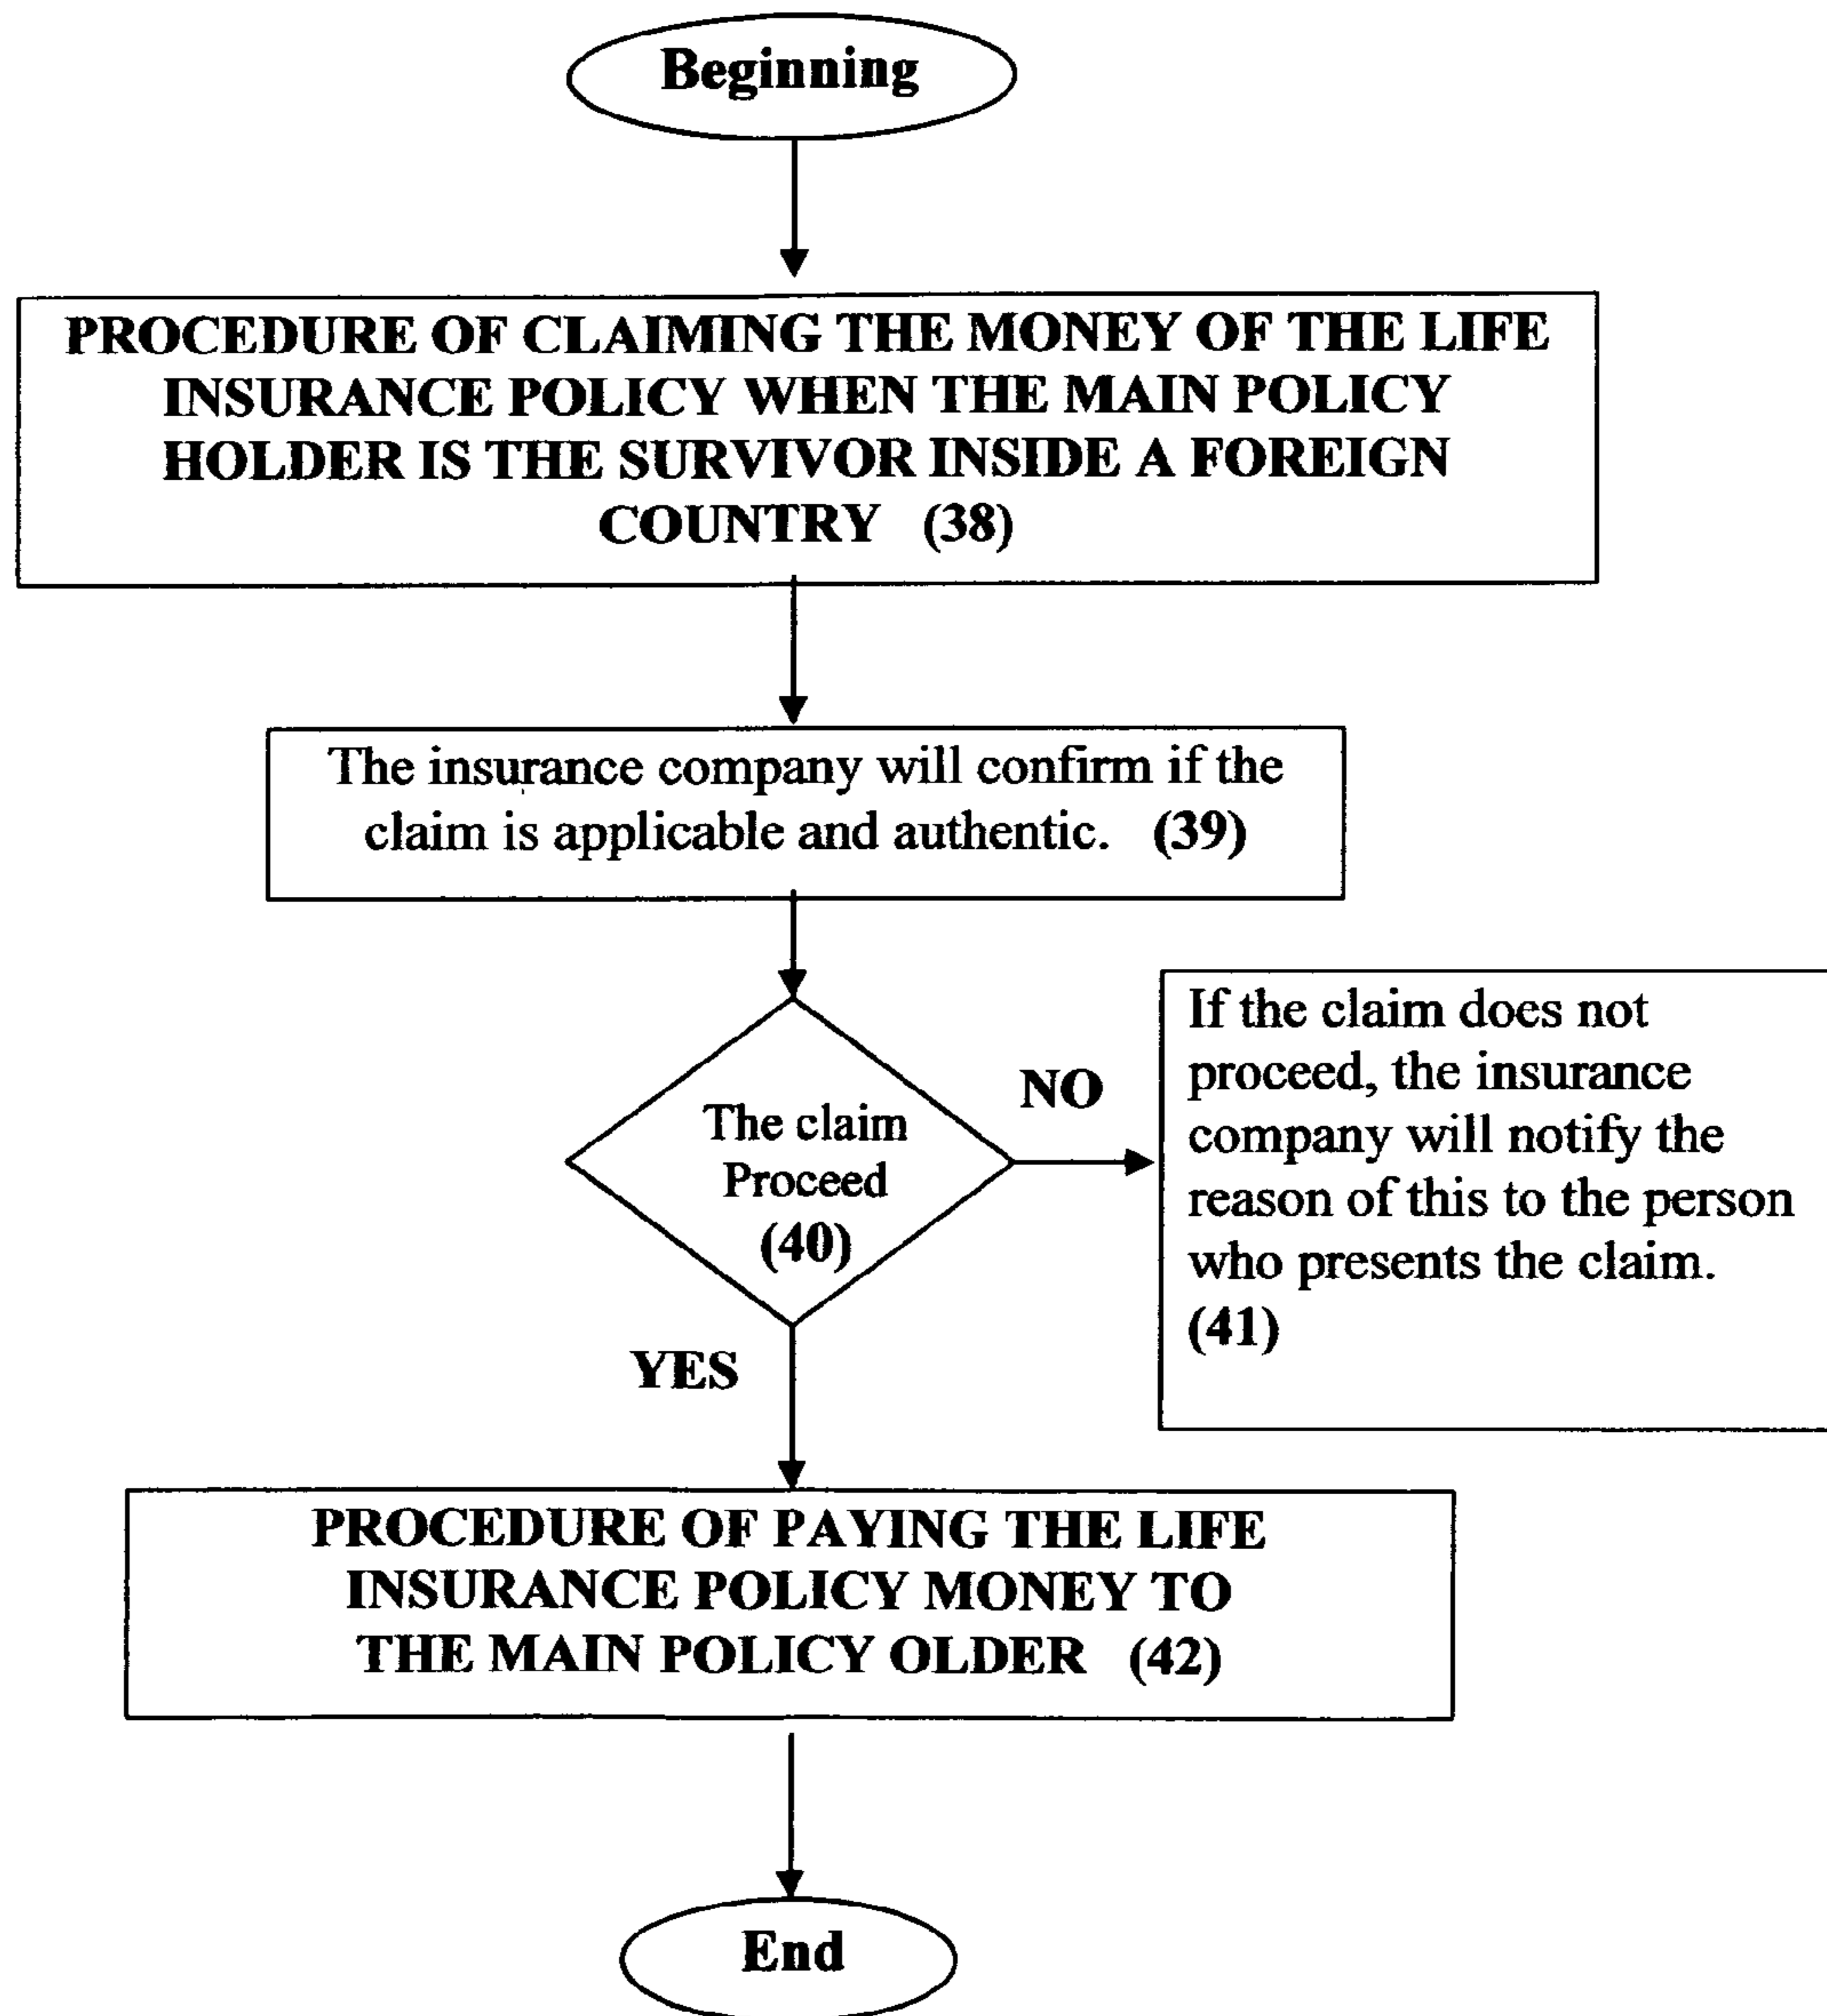 Beginning
PROCEDURE OF CLAIMING THE MONEY OF THE LIFE
INSURANCE POLICY WHEN THE MAIN POLICY
HOLDER IS THE SURVIVOR INSIDE A FOREIGN
COUNTRY (38)
The insurance company will confirm if the
claim is applicable and authentic. (39)
The claim
Proceed
(40)
NO
If the claim does not
proceed, the insurance
company will notify the
reason of this to the person
who presents the claim.
(41)
YES
PROCEDURE OF PAYING THE LIFE
INSURANCE POLICY MONEY TO
THE MAIN POLICY OLDER (42)
End